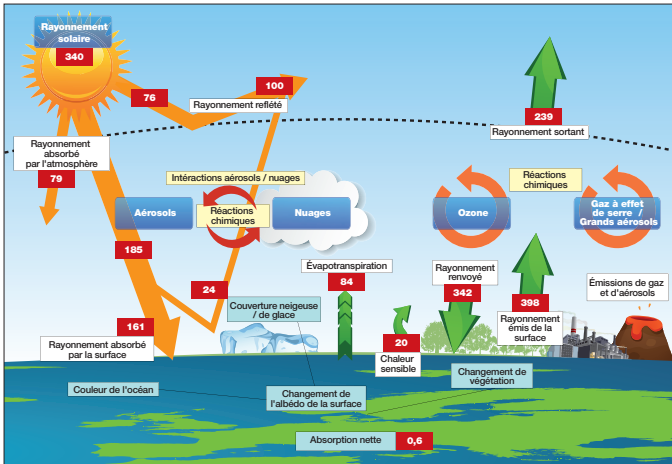 Rayonnement
solaire
340
76
Rayonnement reflété
100
239
Rayonnement sortant
Rayonnement
absorbé
par l'atmosphère
79
Intéractions aérosols / nuages
Aérosols
Réactions
chimiques
Nuages
Réactions
chimiques
Ozone
Gaz à effet
de serre /
Grands aérosols
185
24
Évapotranspiration
84
Rayonnement
renvoyé
342
398
Rayonnement
émis de la
surface
Émissions de gaz
et d'aérosols
161
Rayonnement absorbé
par la surface
Couverture neigeuse
/ de glace
20
Chaleur
sensible
Couleur de l'océan
Changement de
l'albédo de la surface
Changement de
végétation
Absorption nette
0,6